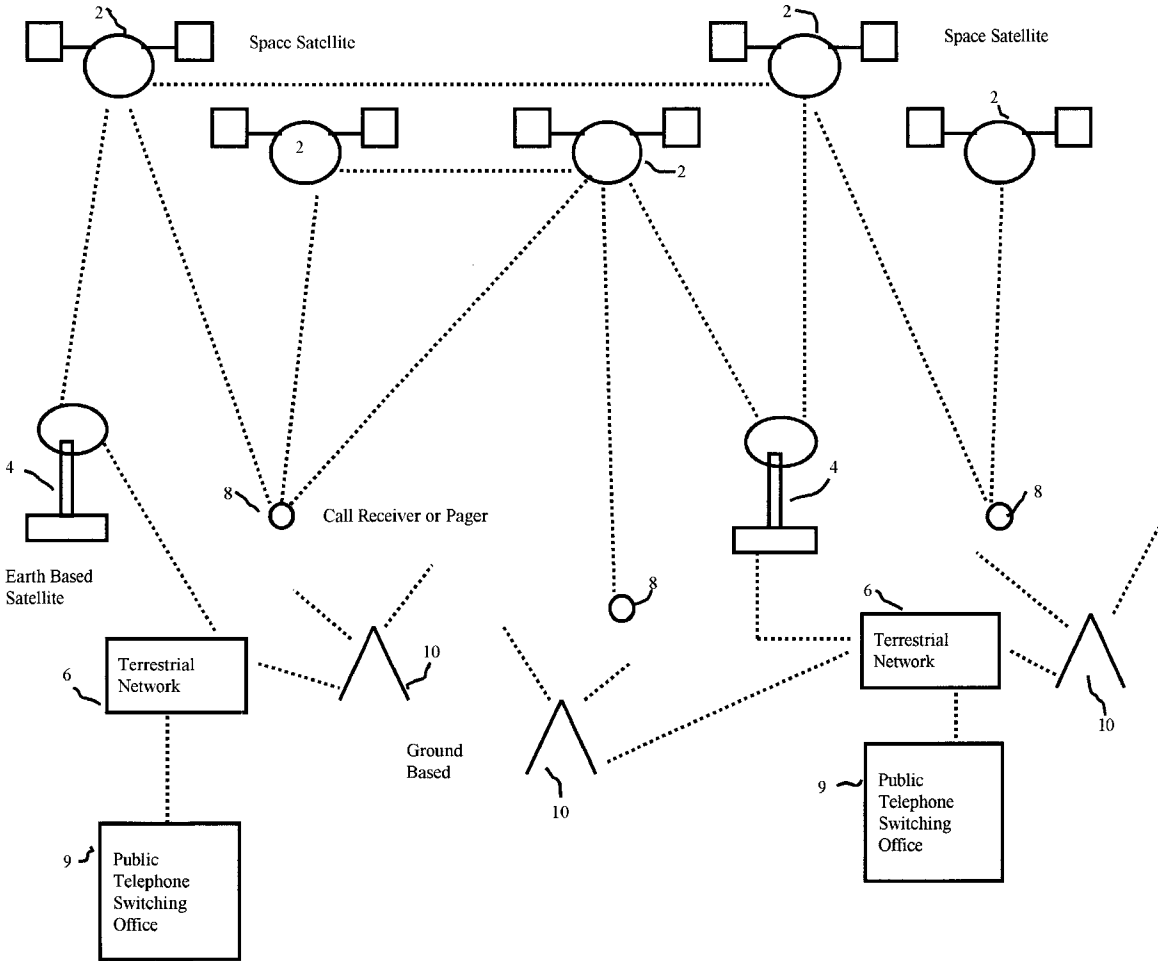 2
Space Satellite
2
Space Satellite
2
2
2
4
8
Call Receiver or Pager
4
8
Earth Based
Satellite
8
6
Terrestrial
Network
6
10
Terrestrial
Network
10
Ground
Based
10
9
Public
Telephone
Switching
Office
9
Public
Telephone
Switching
Office